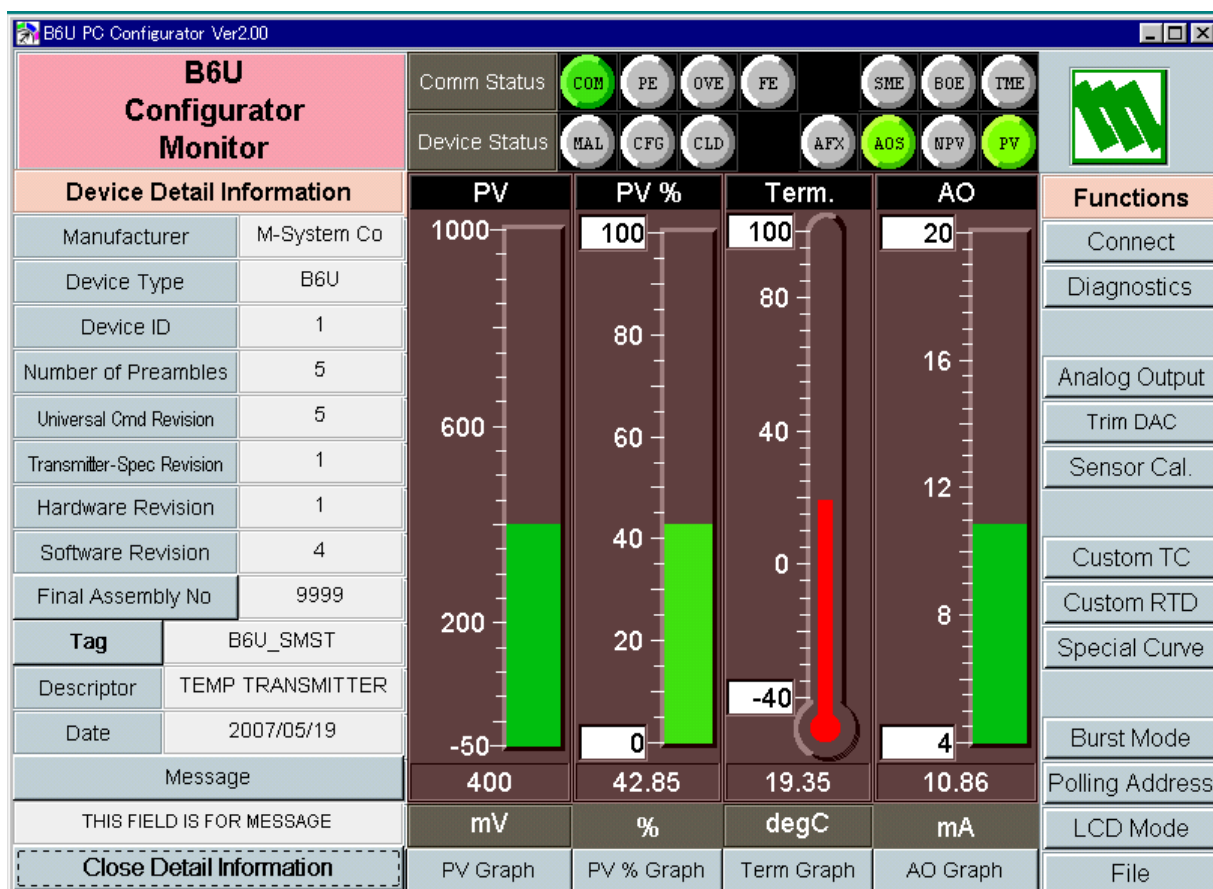 B6U PC Configurator Ver2.00
B6U
Configurator
Monitor
Comm Status COM PE OVE FE SME BOE TME
Device Status MAL CFG CLD AFX AOS NPV PV
Device Detail Information
Manufacturer M-System Co
Device Type B6U
Device ID 1
Number of Preambles 5
Universal Cmd Revision 5
Transmitter-Spec Revision 1
Hardware Revision 1
Software Revision 4
Final Assembly No 9999
Tag B6U_SMST
Descriptor TEMP TRANSMITTER
Date 2007/05/19
Message
THIS FIELD IS FOR MESSAGE
Close Detail Information
PV
1000
600
200
-50
400
mV
PV Graph
PV %
100
80
60
40
20
0
42.85
%
PV % Graph
Term.
100
80
40
0
-40
19.35
degC
Term Graph
AO
20
16
12
8
4
10.86
mA
AO Graph
Functions
Connect
Diagnostics
Analog Output
Trim DAC
Sensor Cal.
Custom TC
Custom RTD
Special Curve
Burst Mode
Polling Address
LCD Mode
File